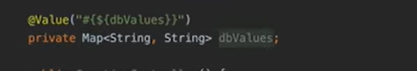 @Value("#{${dbValues}}")
private Map<String, String> dbValues;